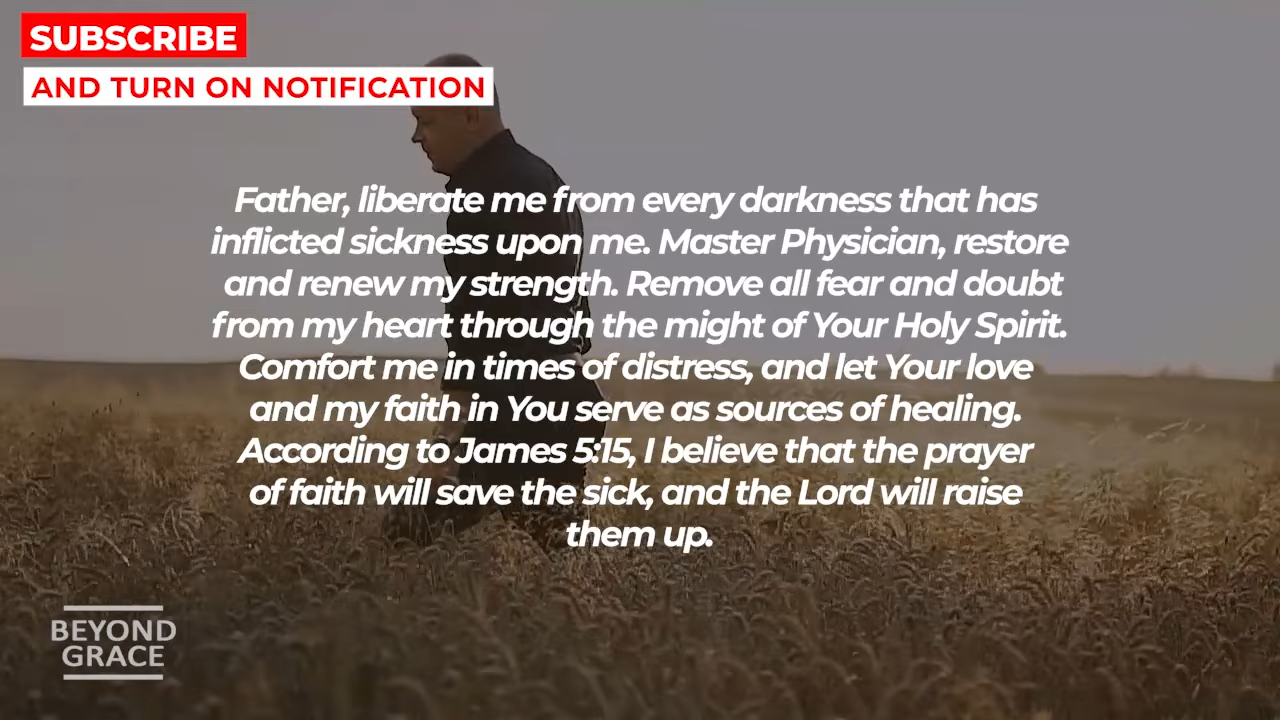 SUBSCRIBE
AND TURN ON NOTIFICATION
Father, liberate me from every darkness that has
inflicted sickness upon me. Master Physician, restore
and renew my strength. Remove all fear and doubt
from my heart through the might of Your Holy Spirit.
Comfort me in times of distress, and let Your love
and my faith in You serve as sources of healing.
According to James 5:15, I believe that the prayer
of faith will save the sick, and the Lord will raise
them up.
BEYOND
GRACE